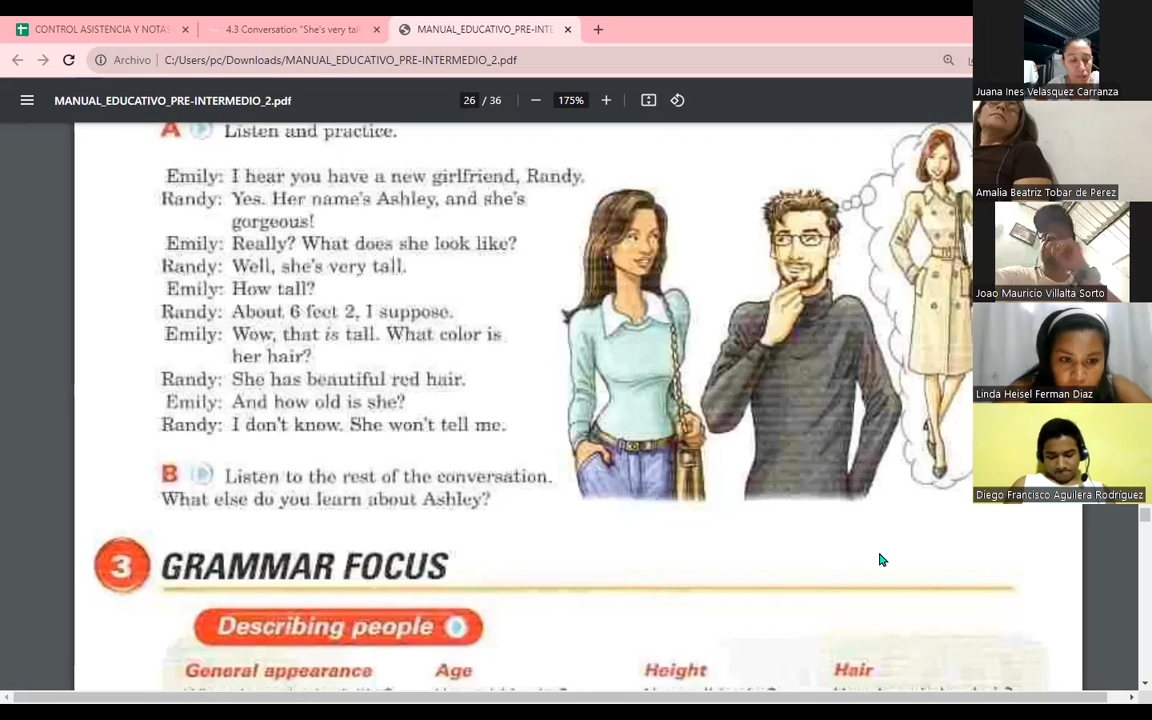 CONTROL ASISTENCIA Y NOTAS
4.3 Conversation "She's very tal
MANUAL_EDUCATIVO_PRE-INTE
Archivo
C:/Users/pc/Downloads/MANUAL_EDUCATIVO_PRE-INTERMEDIO_2.pdf
MANUAL_EDUCATIVO_PRE-INTERMEDIO_2.pdf
26 / 36
175%
A Listen and practice.
Emily: I hear you have a new girlfriend, Randy.
Randy: Yes. Her name's Ashley, and she's
gorgeous!
Emily: Really? What does she look like?
Randy: Well, she's very tall.
Emily: How tall?
Randy: About 6 feet 2, I suppose.
Emily: Wow, that is tall. What color is
her hair?
Randy: She has beautiful red hair.
Emily: And how old is she?
Randy: I don't know. She won't tell me.
B Listen to the rest of the conversation.
What else do you learn about Ashley?
3 GRAMMAR FOCUS
Describing people
General appearance Age Height Hair
Juana Ines Velasquez Carranza
Amalia Beatriz Tobar de Perez
Joao Mauricio Villalta Sorto
Linda Heisel Ferman Diaz
Diego Francisco Aguilera Rodríguez